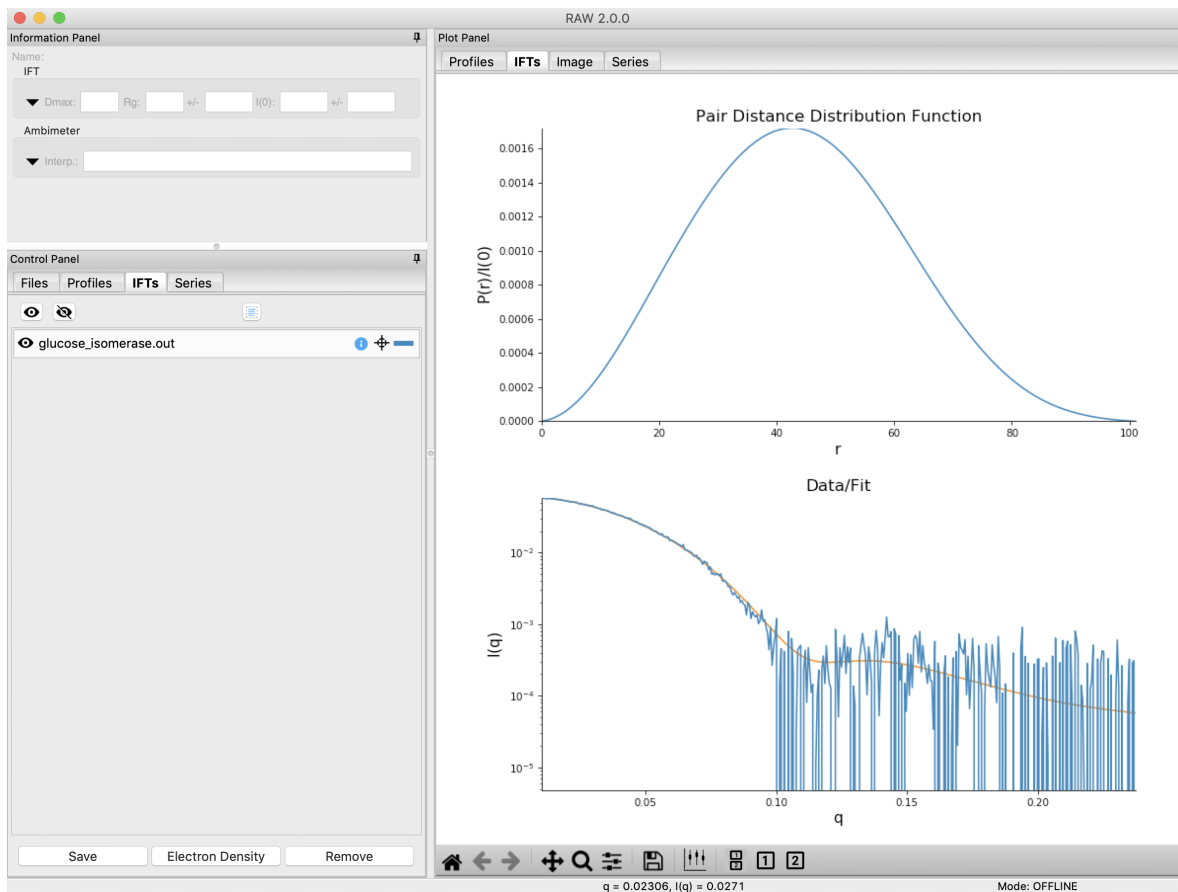 RAW 2.0.0
Information Panel
Name:
IFT
Dmax: Rg: +/- I(0): +/-
Ambimeter
Interp.:
Control Panel
Files Profiles IFTs Series
glucose_isomerase.out
Save Electron Density Remove
Plot Panel
Profiles IFTs Image Series
Pair Distance Distribution Function
P(r)/I(0)
0.0016
0.0014
0.0012
0.0010
0.0008
0.0006
0.0004
0.0002
0.0000
0 20 40 60 80 100
r
Data/Fit
I(q)
10⁻²
10⁻³
10⁻⁴
10⁻⁵
0.05 0.10 0.15 0.20
q
1 2
1 2
q = 0.02306, I(q) = 0.0271 Mode: OFFLINE